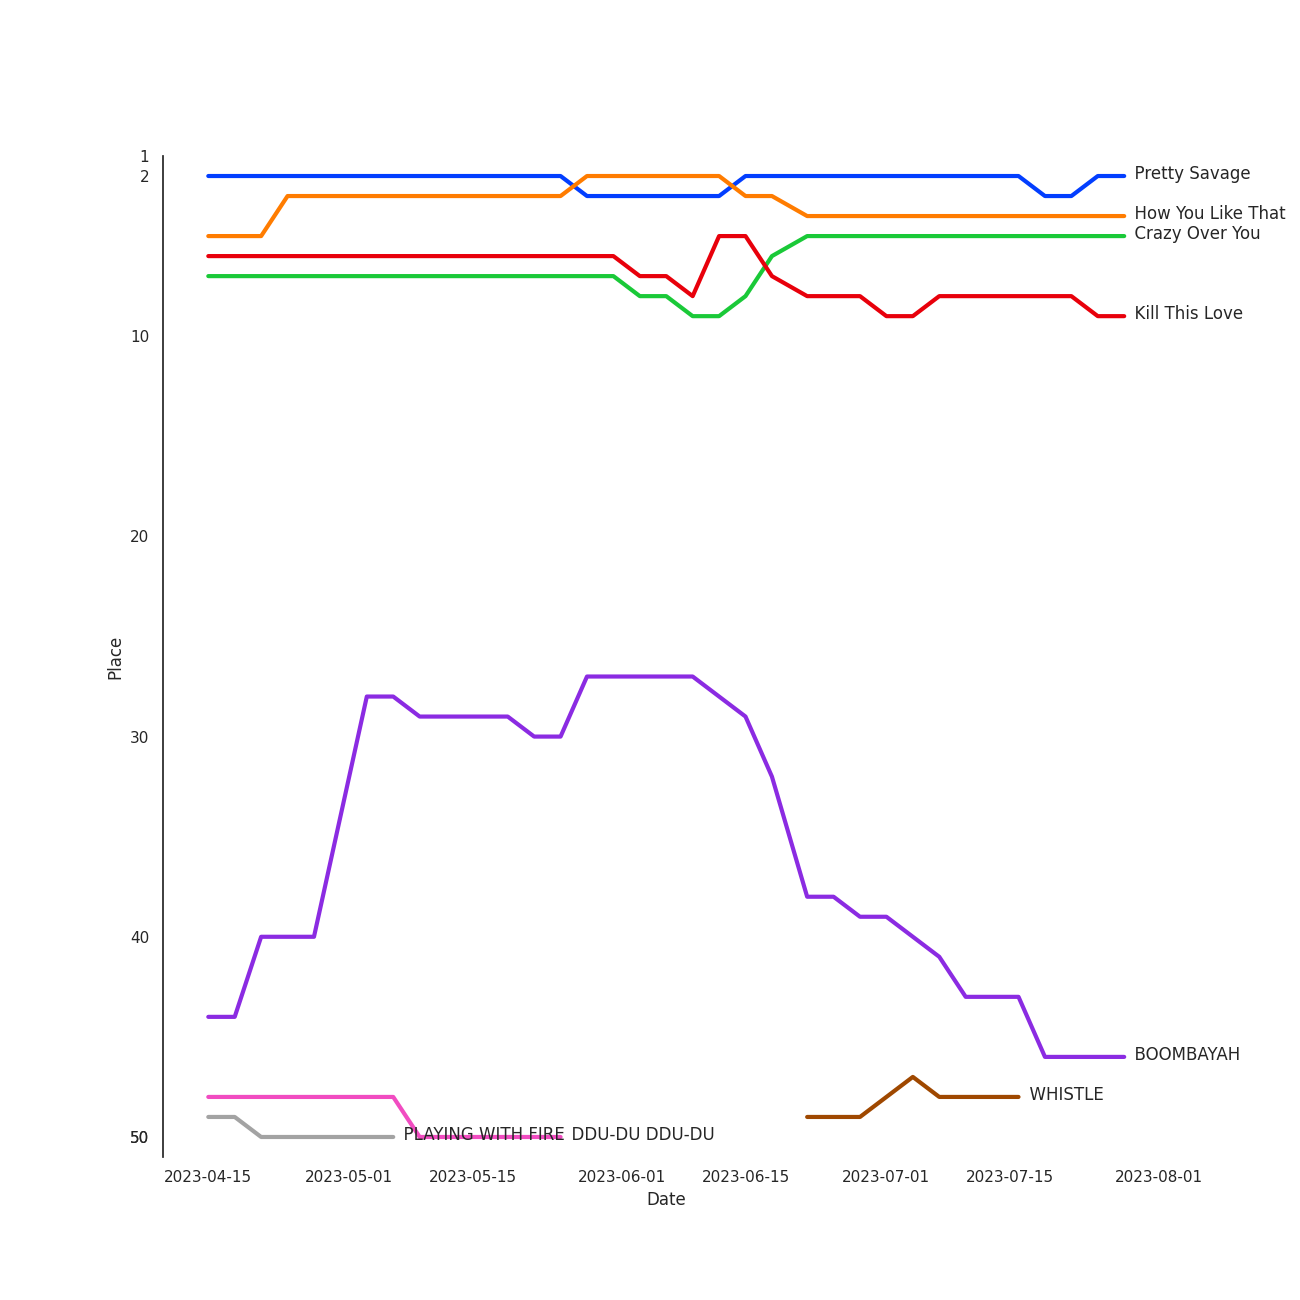 1
2
10
20
30
40
50
Place
Pretty Savage
How You Like That
Crazy Over You
Kill This Love
BOOMBAYAH
WHISTLE
PLAYING WITH FIRE
DDU-DU DDU-DU
2023-04-15
2023-05-01
2023-05-15
2023-06-01
2023-06-15
2023-07-01
2023-07-15
2023-08-01
Date